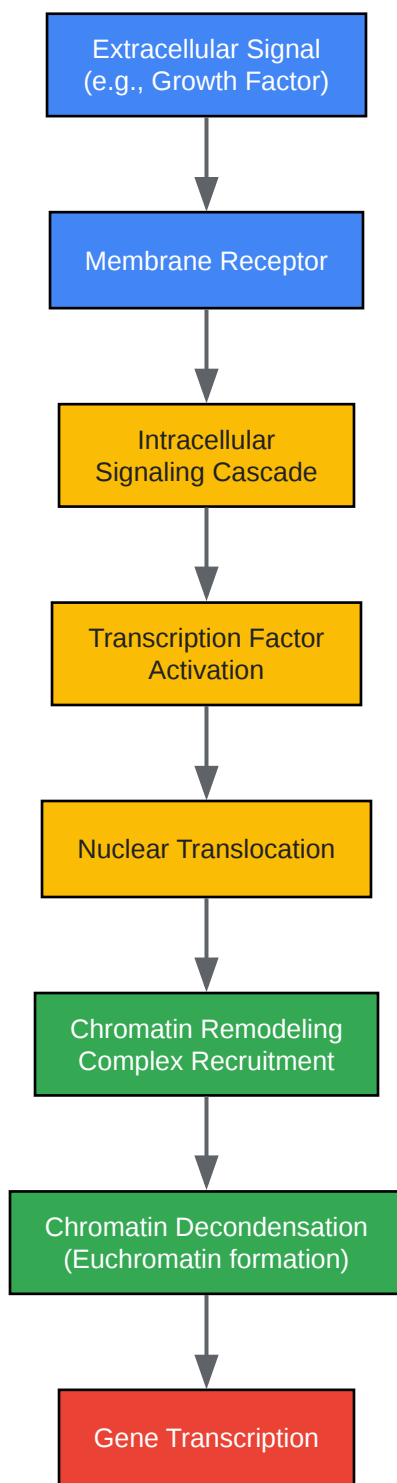 Extracellular Signal
(e.g., Growth Factor)
Membrane Receptor
Intracellular
Signaling Cascade
Transcription Factor
Activation
Nuclear Translocation
Chromatin Remodeling
Complex Recruitment
Chromatin Decondensation
(Euchromatin formation)
Gene Transcription